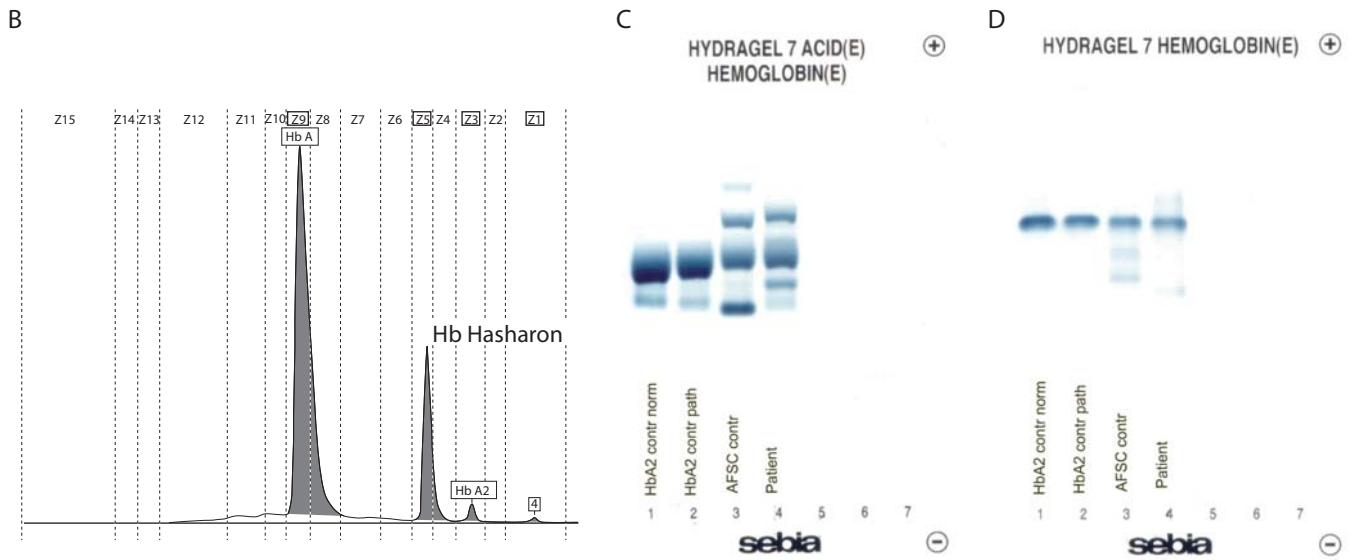 B
Z15 Z14 Z13 Z12 Z11 Z10 Z9 Z8 Z7 Z6 Z5 Z4 Z3 Z2 Z1
Hb A
Hb Hasharon
Hb A2
4
C
HYDRAGEL 7 ACID(E)
HEMOGLOBIN(E)
+
HbA2 contr norm
HbA2 contr path
AFSC contr
Patient
1 2 3 4 5 6 7
sebia
−
D
HYDRAGEL 7 HEMOGLOBIN(E)
+
HbA2 contr norm
HbA2 contr path
AFSC contr
Patient
1 2 3 4 5 6 7
sebia
−